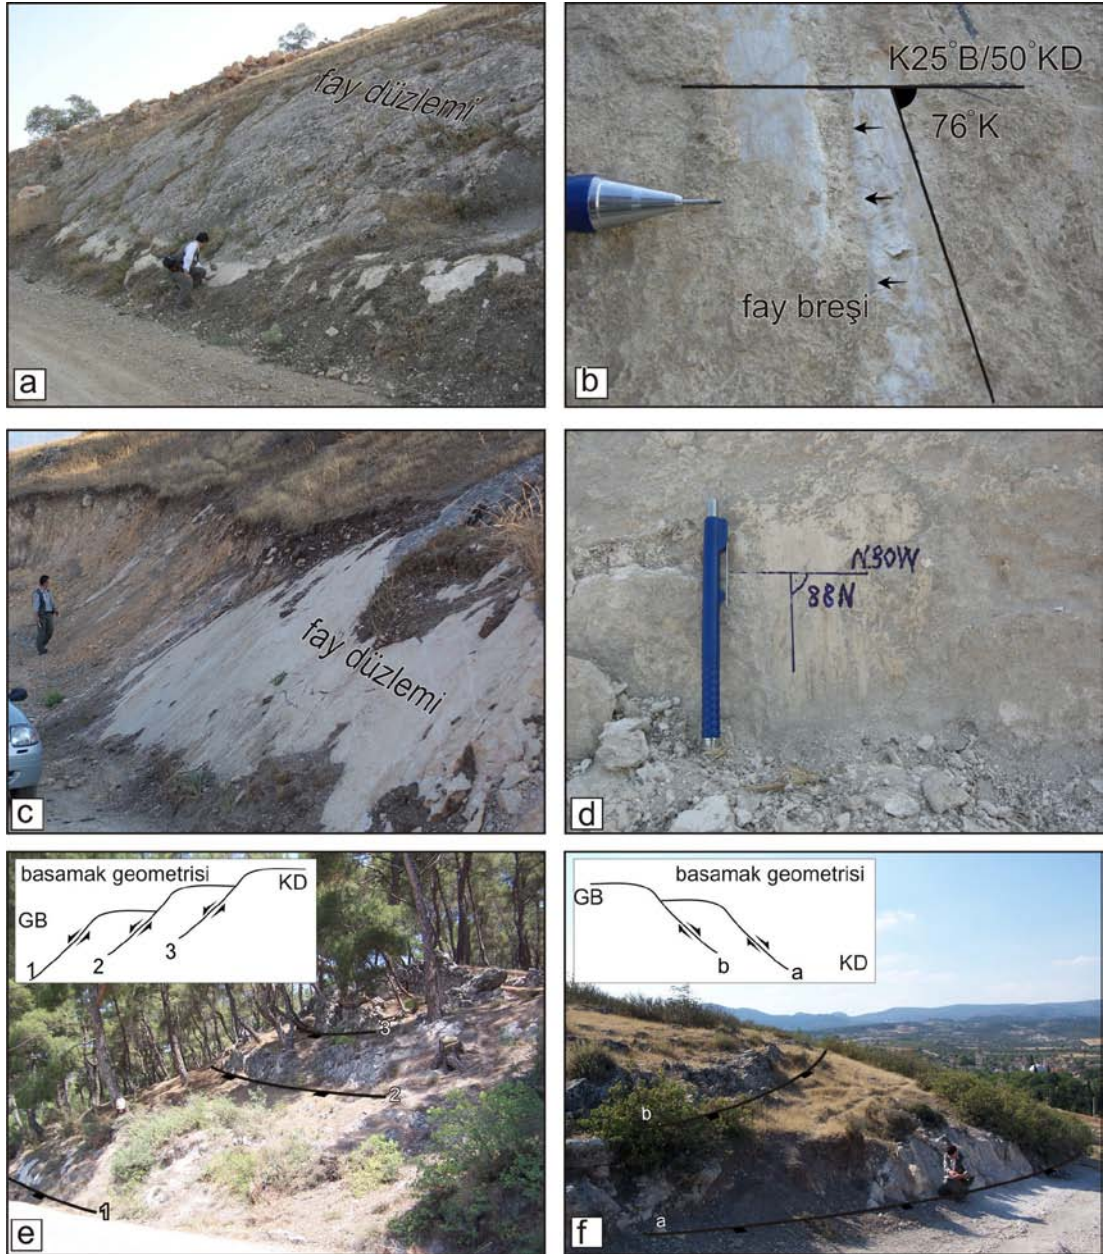 fay düzlemi
a
K25°B/50°KD
76°K
fay breşi
b
fay düzlemi
c
N30W
88N
d
basamak geometrisi
GB
KD
1
2
3
3
2
1
e
basamak geometrisi
GB
b
a
KD
b
a
f